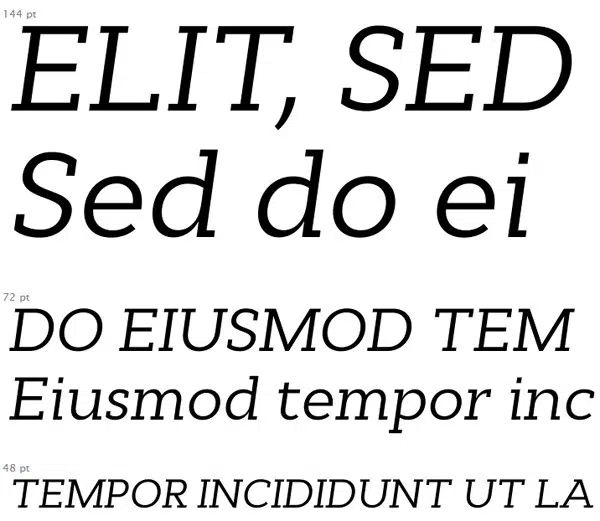 144 pt
ELIT, SED
Sed do ei
72 pt
DO EIUSMOD TEM
Eiusmod tempor inc
48 pt
TEMPOR INCIDIDUNT UT LA